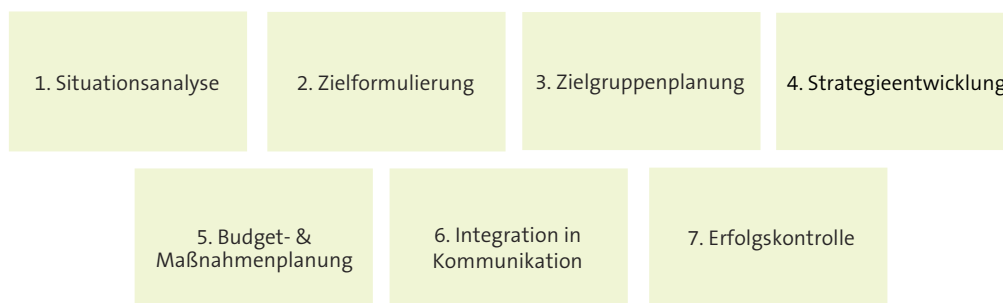 1. Situationsanalyse
2. Zielformulierung
3. Zielgruppenplanung
4. Strategieentwicklung
5. Budget- &
Maßnahmenplanung
6. Integration in
Kommunikation
7. Erfolgskontrolle